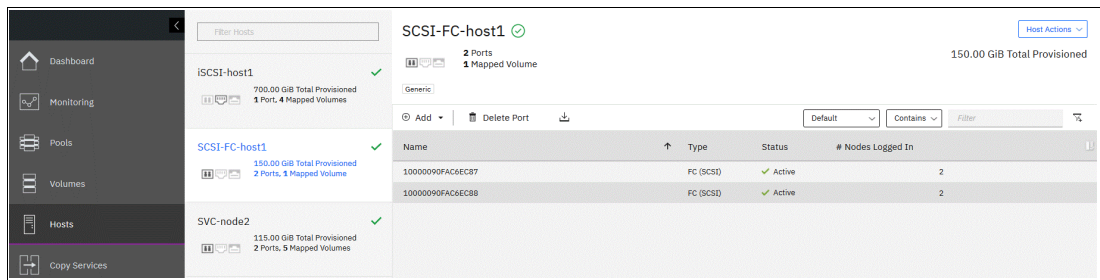 Dashboard
Monitoring
Pools
Volumes
Hosts
Copy Services
Filter Hosts
iSCSI-host1
700.00 GiB Total Provisioned
1 Port, 4 Mapped Volumes
SCSI-FC-host1
150.00 GiB Total Provisioned
2 Ports, 1 Mapped Volume
SVC-node2
115.00 GiB Total Provisioned
2 Ports, 5 Mapped Volumes
SCSI-FC-host1
Host Actions
2 Ports
1 Mapped Volume
150.00 GiB Total Provisioned
Generic
Add Delete Port Default Contains Filter
Name Type Status # Nodes Logged In
10000090FAC6EC87 FC (SCSI) Active 2
10000090FAC6EC88 FC (SCSI) Active 2